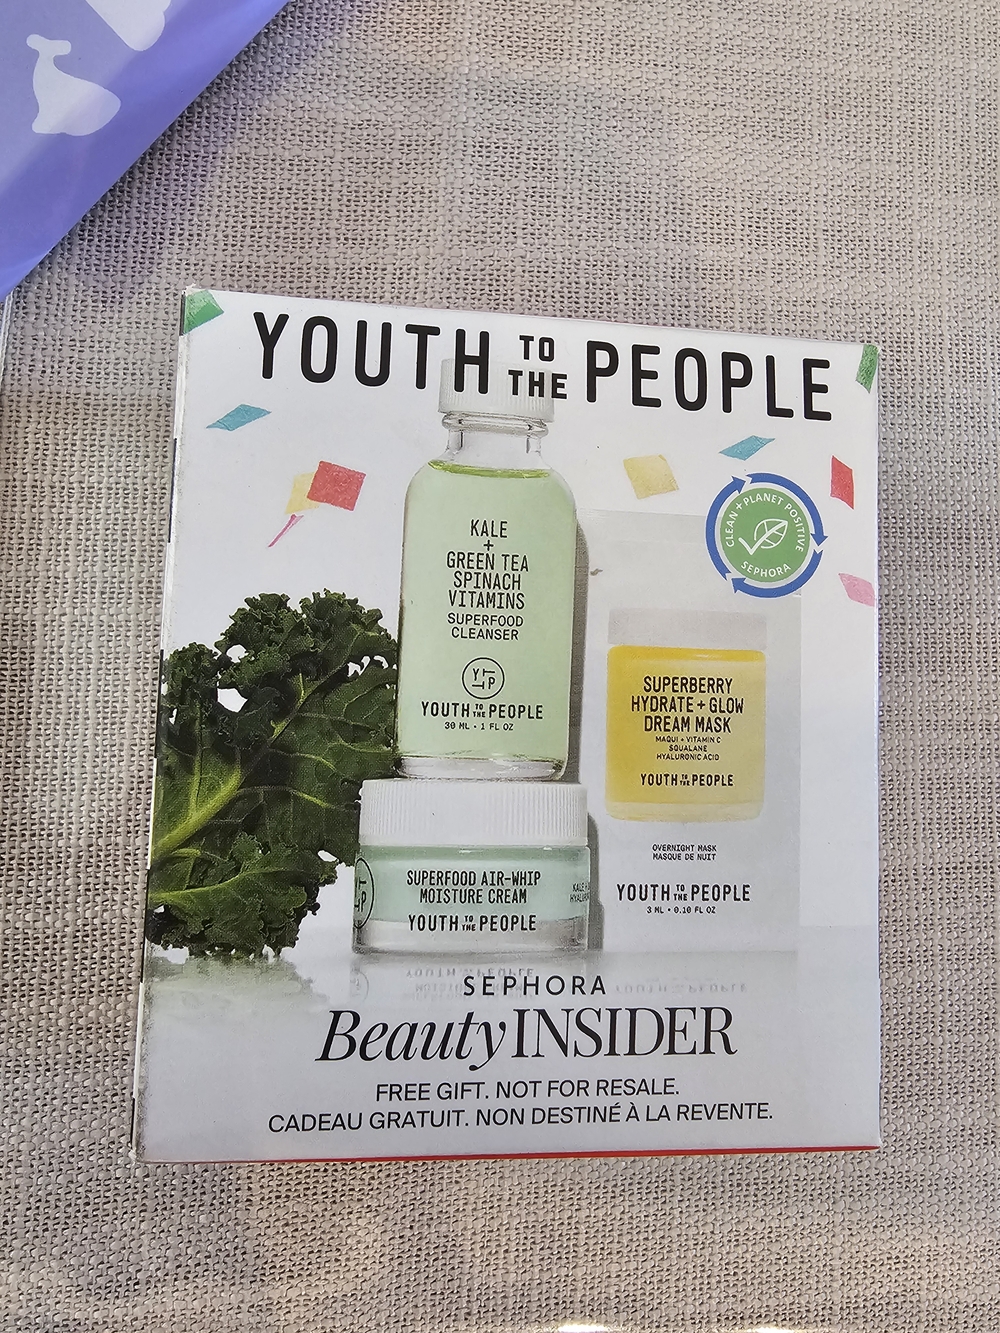 YOUTH TO THE PEOPLE
CLEAN + PLANET POSITIVE
SEPHORA
KALE
+
GREEN TEA
SPINACH
VITAMINS
SUPERFOOD
CLEANSER
Y T T P
YOUTH TO THE PEOPLE
30 ML • 1 FL OZ
SUPERBERRY
HYDRATE + GLOW
DREAM MASK
MAQUI + VITAMIN C
SQUALANE
HYALURONIC ACID
YOUTH TO THE PEOPLE
OVERNIGHT MASK
MASQUE DE NUIT
YOUTH TO THE PEOPLE
3 ML • 0.10 FL OZ
SUPERFOOD AIR-WHIP
MOISTURE CREAM
YOUTH TO THE PEOPLE
KALE +
SEPHORA
Beauty INSIDER
FREE GIFT. NOT FOR RESALE.
CADEAU GRATUIT. NON DESTINÉ À LA REVENTE.